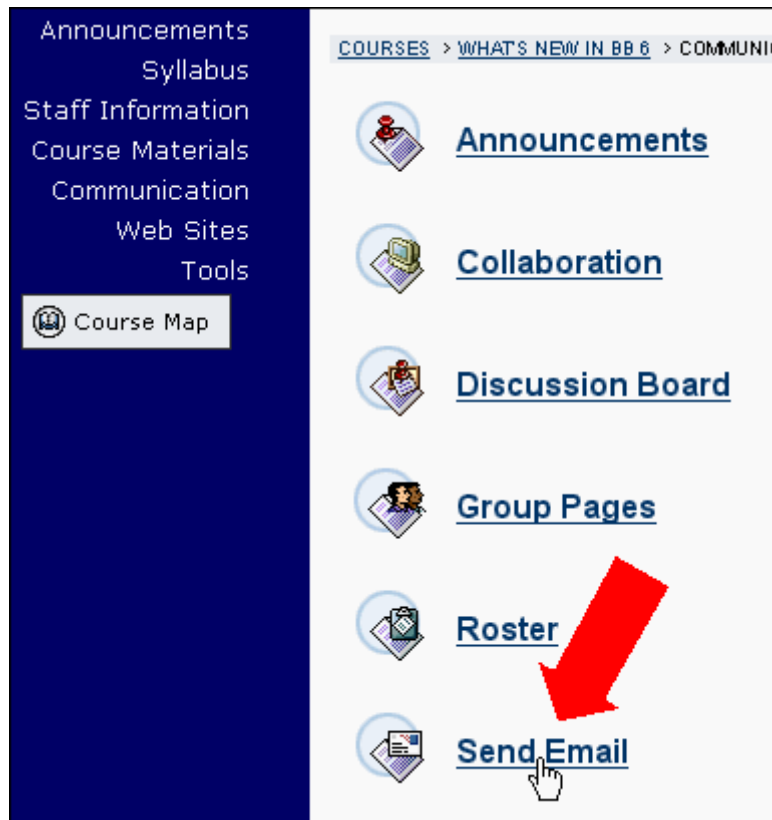 Announcements
Syllabus
Staff Information
Course Materials
Communication
Web Sites
Tools
Course Map
COURSES > WHAT'S NEW IN BB 6 > COMMUNI
Announcements
Collaboration
Discussion Board
Group Pages
Roster
Send Email